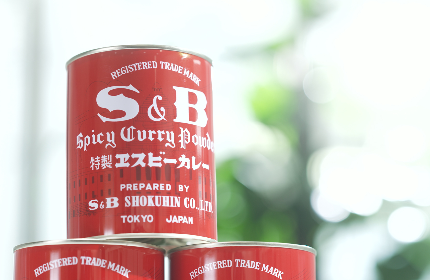 REGISTERED TRADE MARK
S&B
Spicy Curry Powder
特製 ヱスビーカレー
PREPARED BY
S&B SHOKUHIN CO., LTD.
TOKYO JAPAN
REGISTERED TRADE MARK
REGISTERED TRADE MARK